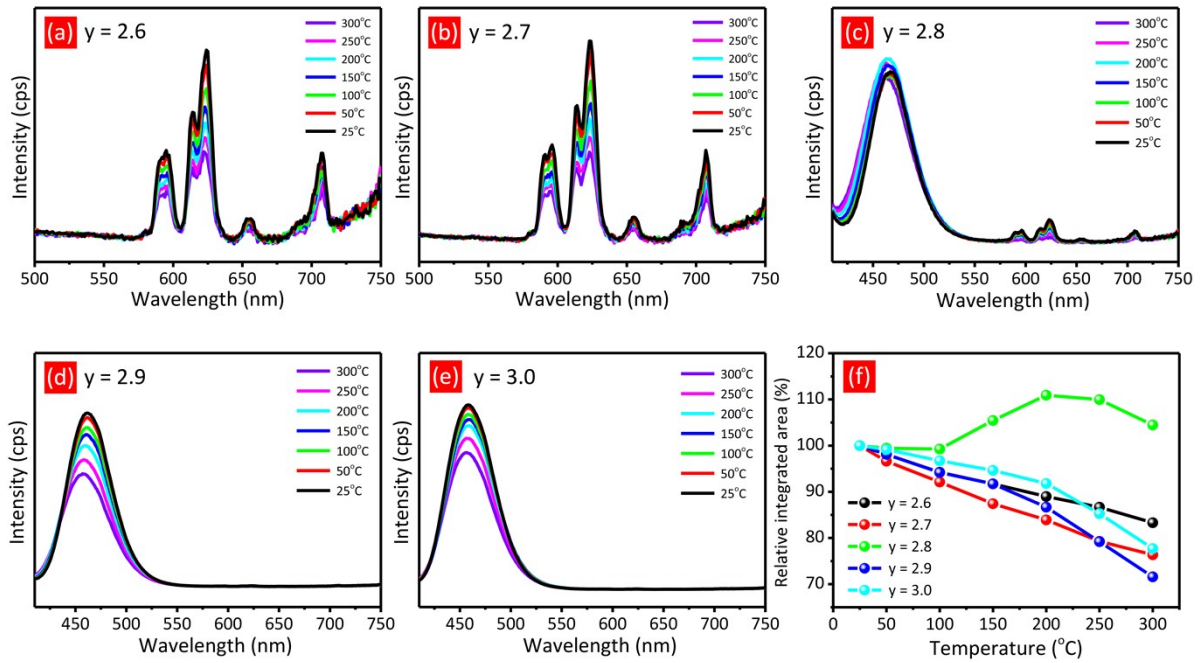 (a) y = 2.6
300°C
250°C
200°C
150°C
100°C
50°C
25°C
Intensity (cps)
500 550 600 650 700 750
Wavelength (nm)
(b) y = 2.7
300°C
250°C
200°C
150°C
100°C
50°C
25°C
Intensity (cps)
500 550 600 650 700 750
Wavelength (nm)
(c) y = 2.8
300°C
250°C
200°C
150°C
100°C
50°C
25°C
Intensity (cps)
450 500 550 600 650 700 750
Wavelength (nm)
(d) y = 2.9
300°C
250°C
200°C
150°C
100°C
50°C
25°C
Intensity (cps)
450 500 550 600 650 700 750
Wavelength (nm)
(e) y = 3.0
300°C
250°C
200°C
150°C
100°C
50°C
25°C
Intensity (cps)
450 500 550 600 650 700 750
Wavelength (nm)
(f)
Relative integrated area (%)
120
110
100
90
80
70
y = 2.6
y = 2.7
y = 2.8
y = 2.9
y = 3.0
0 50 100 150 200 250 300
Temperature (°C)